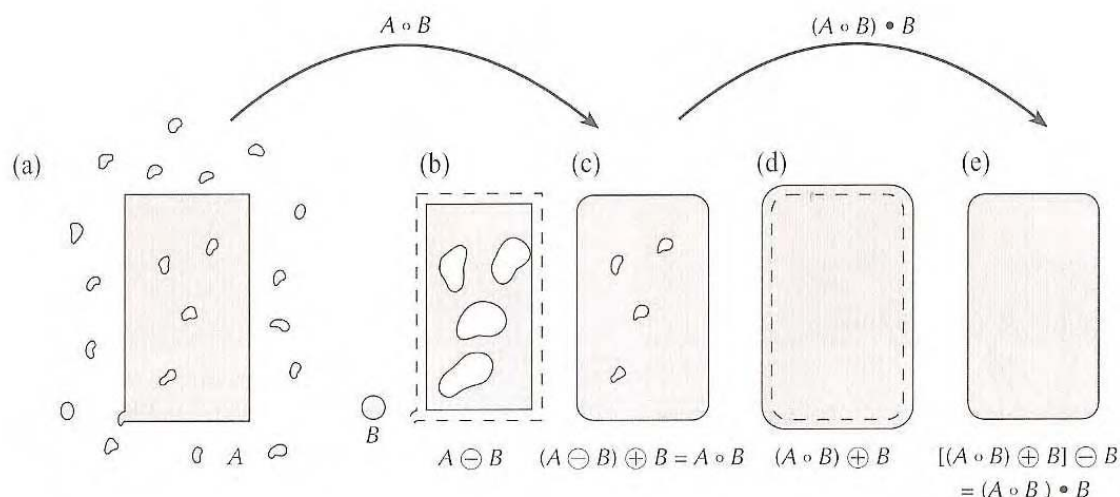 A ∘ B
(A ∘ B) • B
(a)
(b)
(c)
(d)
(e)
A
B
A ⊖ B
(A ⊖ B) ⊕ B = A ∘ B
(A ∘ B) ⊕ B
[(A ∘ B) ⊕ B] ⊖ B
= (A ∘ B) • B